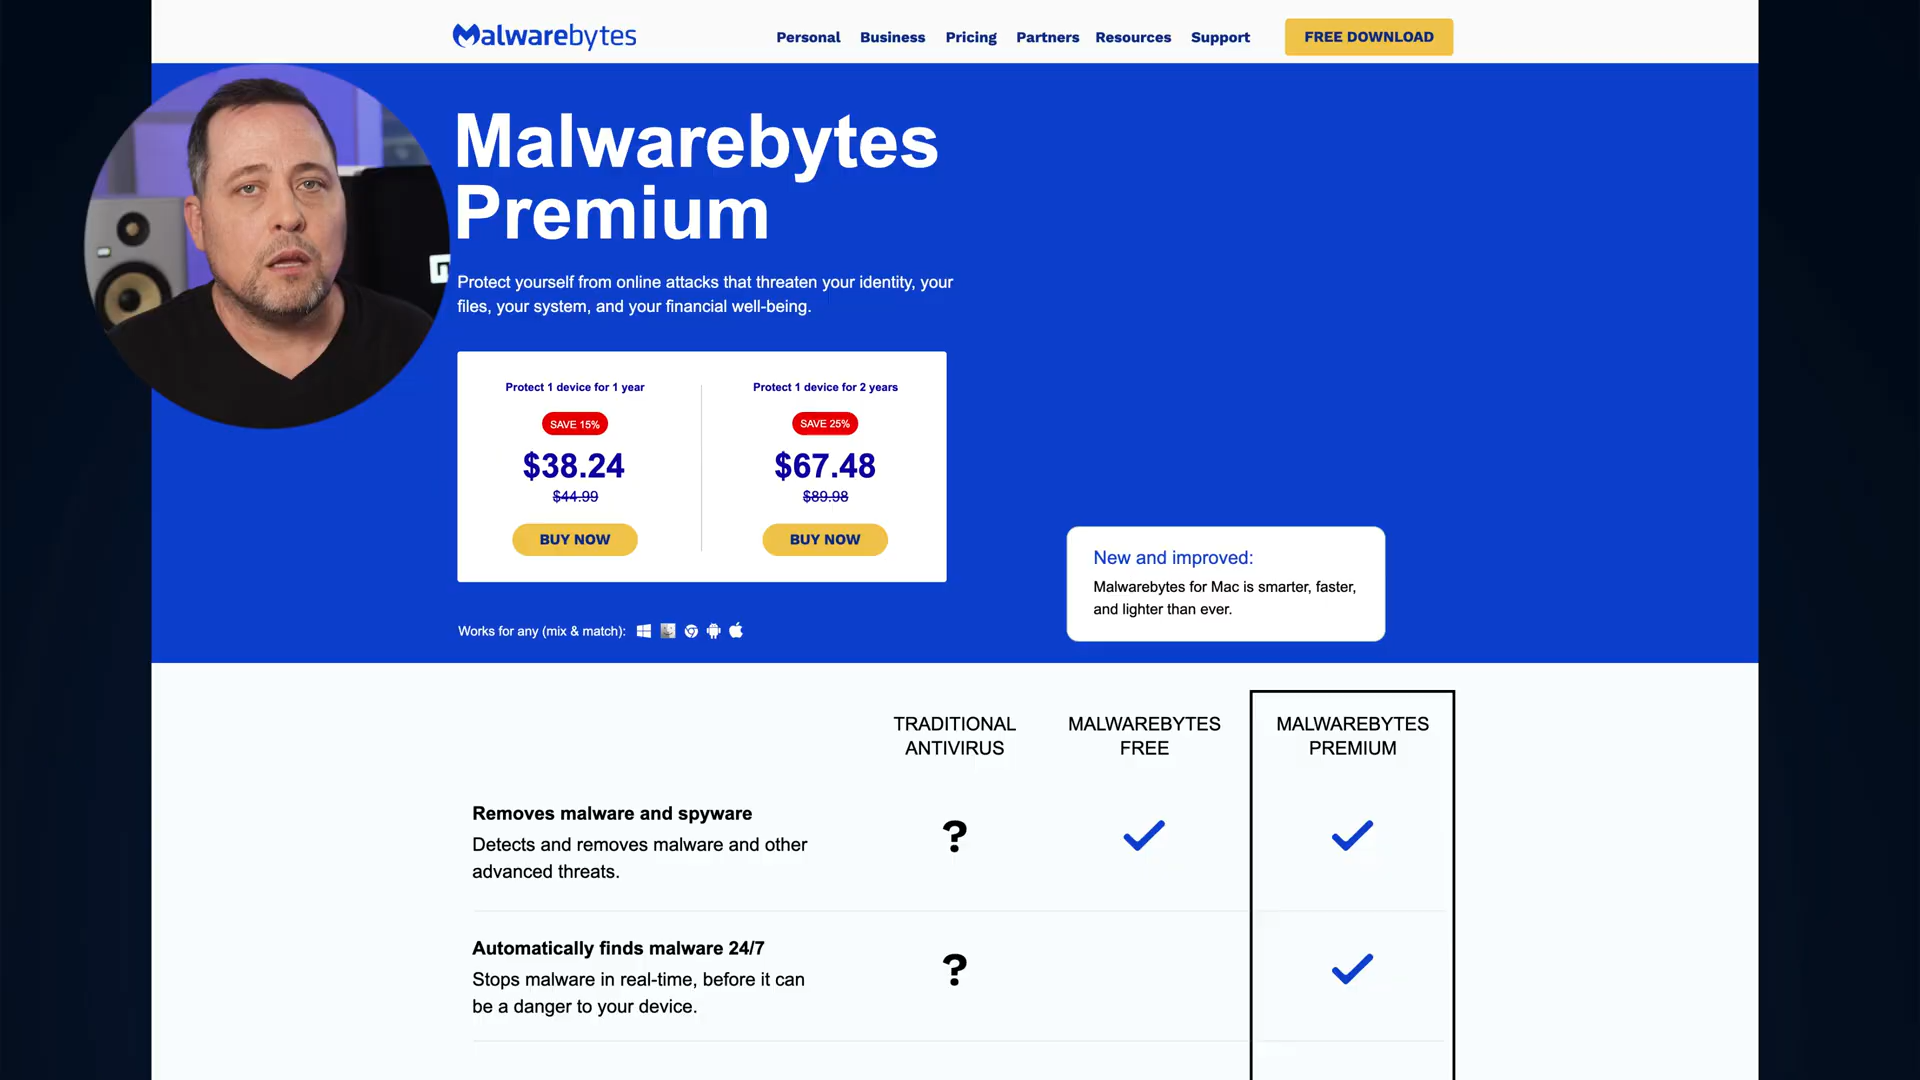 Malwarebytes
Personal Business Pricing Partners Resources Support FREE DOWNLOAD
Malwarebytes
Premium
Protect yourself from online attacks that threaten your identity, your
files, your system, and your financial well-being.
Protect 1 device for 1 year
SAVE 15%
$38.24
$44.99
BUY NOW
Protect 1 device for 2 years
SAVE 25%
$67.48
$89.98
BUY NOW
Works for any (mix & match):
New and improved:
Malwarebytes for Mac is smarter, faster,
and lighter than ever.
TRADITIONAL
ANTIVIRUS
MALWAREBYTES
FREE
MALWAREBYTES
PREMIUM
Removes malware and spyware
Detects and removes malware and other
advanced threats.
?
Automatically finds malware 24/7
Stops malware in real-time, before it can
be a danger to your device.
?